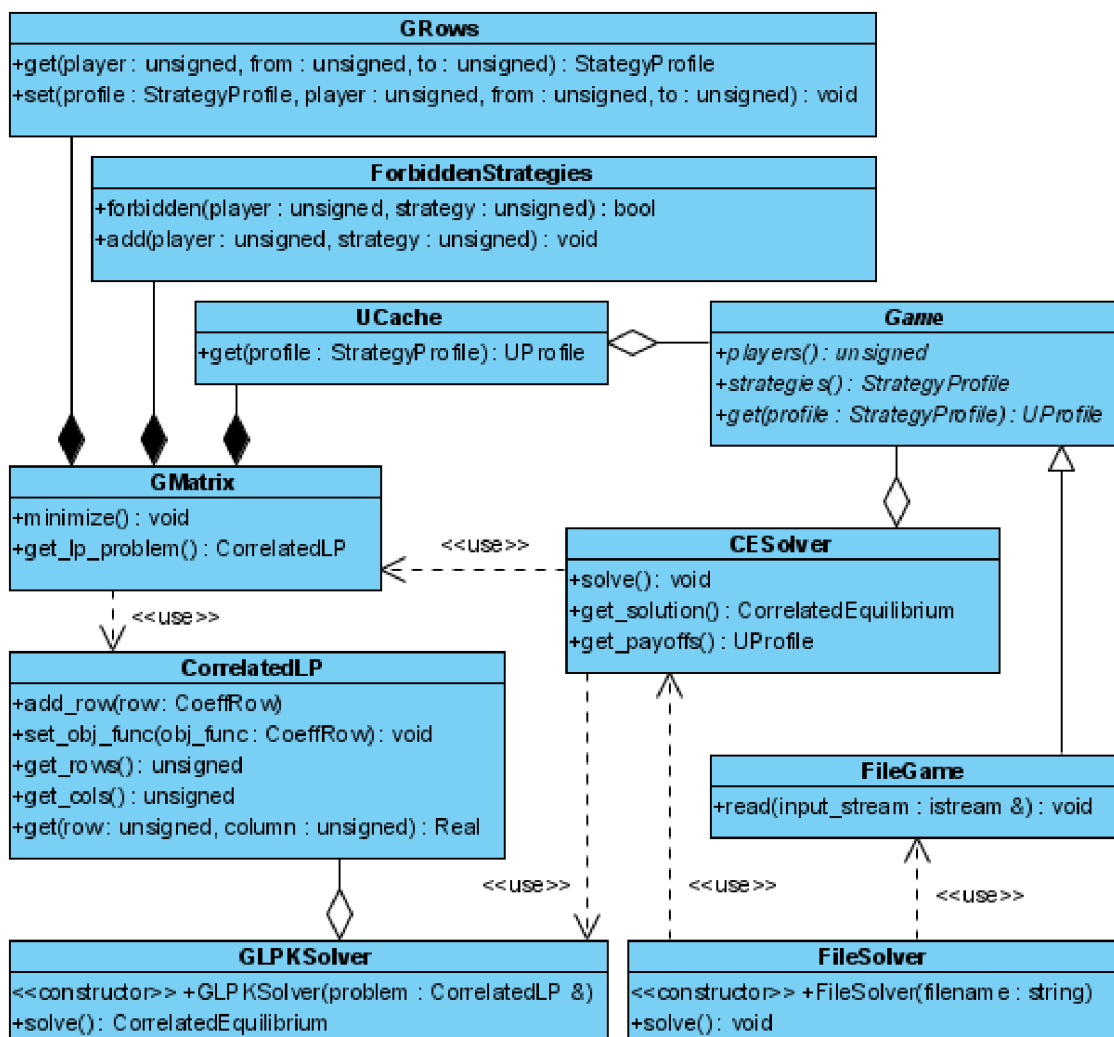 GRows
+get(player : unsigned, from : unsigned, to : unsigned) : StategyProfile
+set(profile : StrategyProfile, player : unsigned, from : unsigned, to : unsigned) : void
ForbiddenStrategies
+forbidden(player : unsigned, strategy : unsigned) : bool
+add(player : unsigned, strategy : unsigned) : void
UCache
+get(profile : StrategyProfile) : UProfile
Game
+players() : unsigned
+strategies() : StrategyProfile
+get(profile : StrategyProfile) : UProfile
GMatrix
+minimize() : void
+get_lp_problem() : CorrelatedLP
<<use>>
CESolver
+solve() : void
+get_solution() : CorrelatedEquilibrium
+get_payoffs() : UProfile
<<use>>
CorrelatedLP
+add_row(row: CoeffRow)
+set_obj_func(obj_func : CoeffRow) : void
+get_rows() : unsigned
+get_cols() : unsigned
+get(row: unsigned, column : unsigned) : Real
FileGame
+read(input_stream : istream &) : void
<<use>>
<<use>>
<<use>>
GLPKSolver
<<constructor>> +GLPKSolver(problem : CorrelatedLP &)
+solve() : CorrelatedEquilibrium
FileSolver
<<constructor>> +FileSolver(filename : string)
+solve() : void